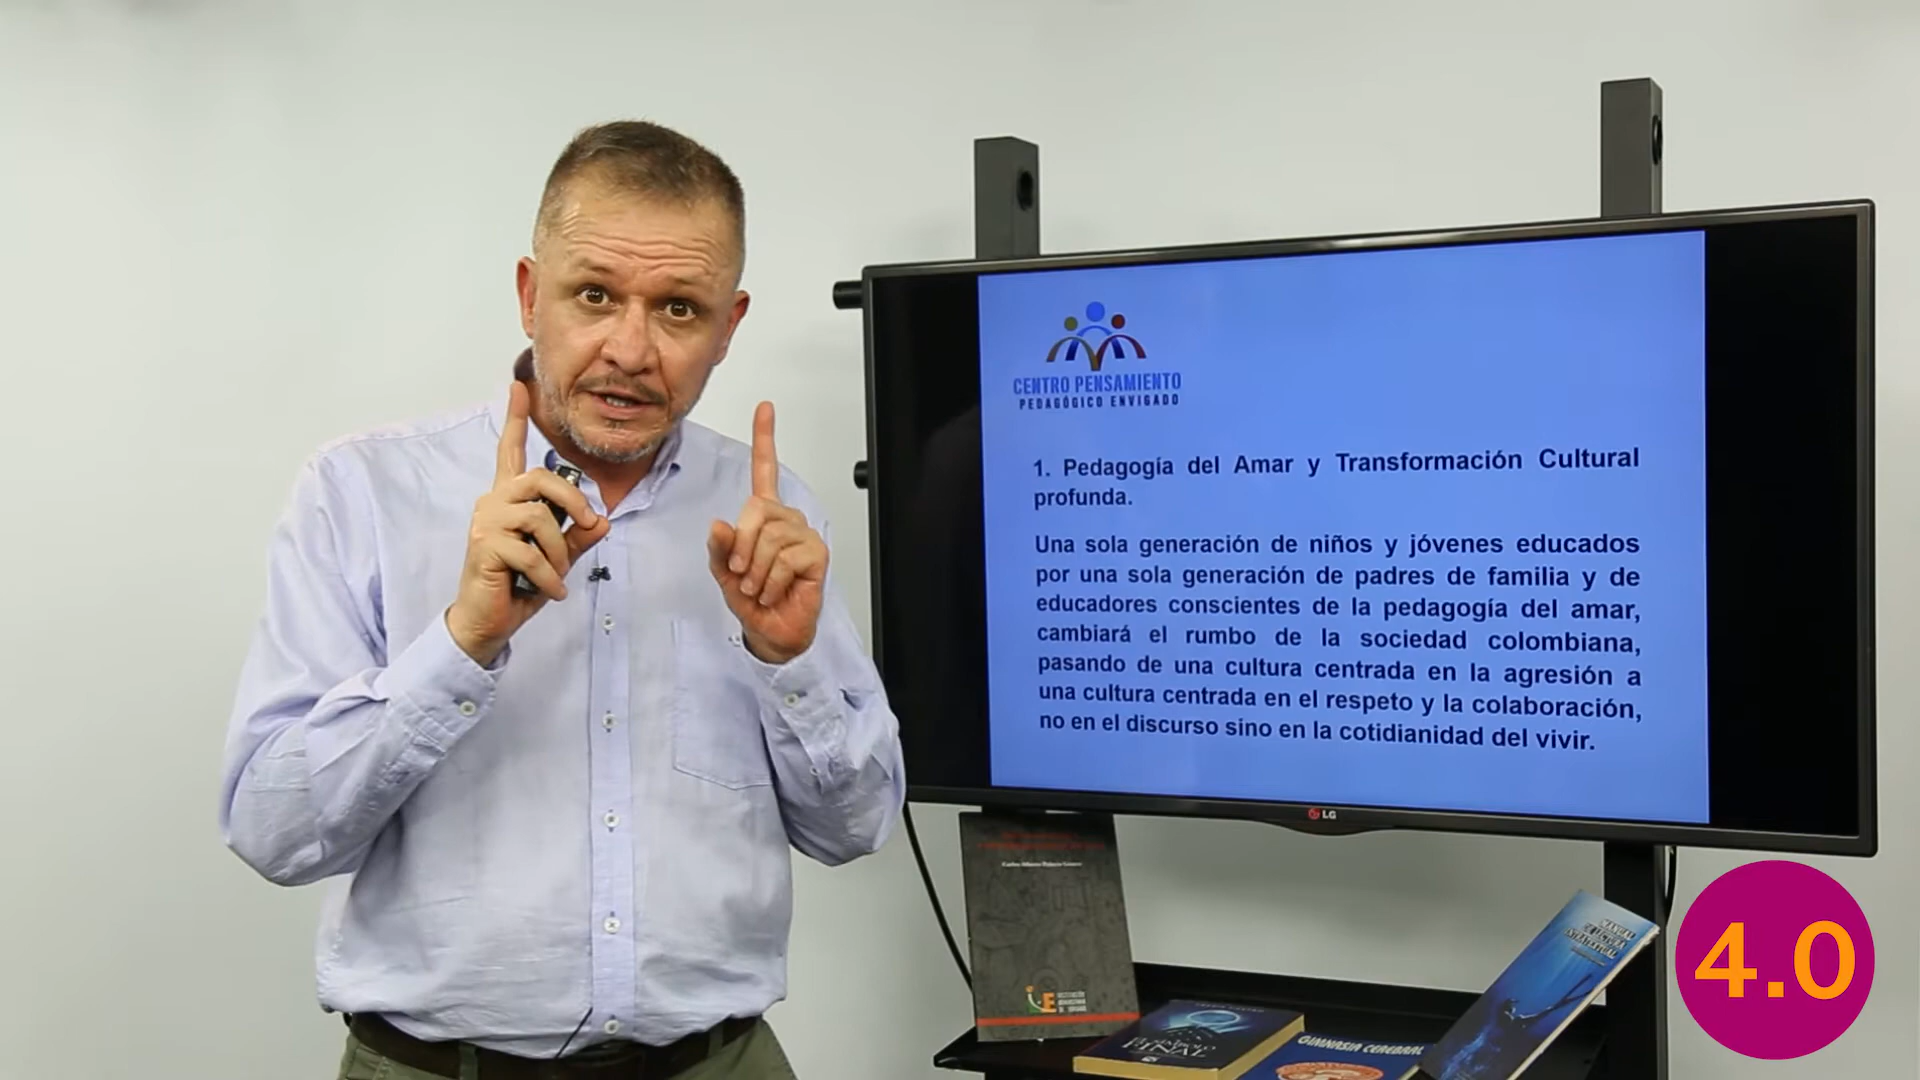 CENTRO PENSAMIENTO
PEDAGÓGICO ENVIGADO
1. Pedagogía del Amar y Transformación Cultural
profunda.
Una sola generación de niños y jóvenes educados
por una sola generación de padres de familia y de
educadores conscientes de la pedagogía del amar,
cambiará el rumbo de la sociedad colombiana,
pasando de una cultura centrada en la agresión a
una cultura centrada en el respeto y la colaboración,
no en el discurso sino en la cotidianidad del vivir.
LG
MANUAL
DE LECTURA
FINAL
GIMNASIA CEREBRAL
4.0